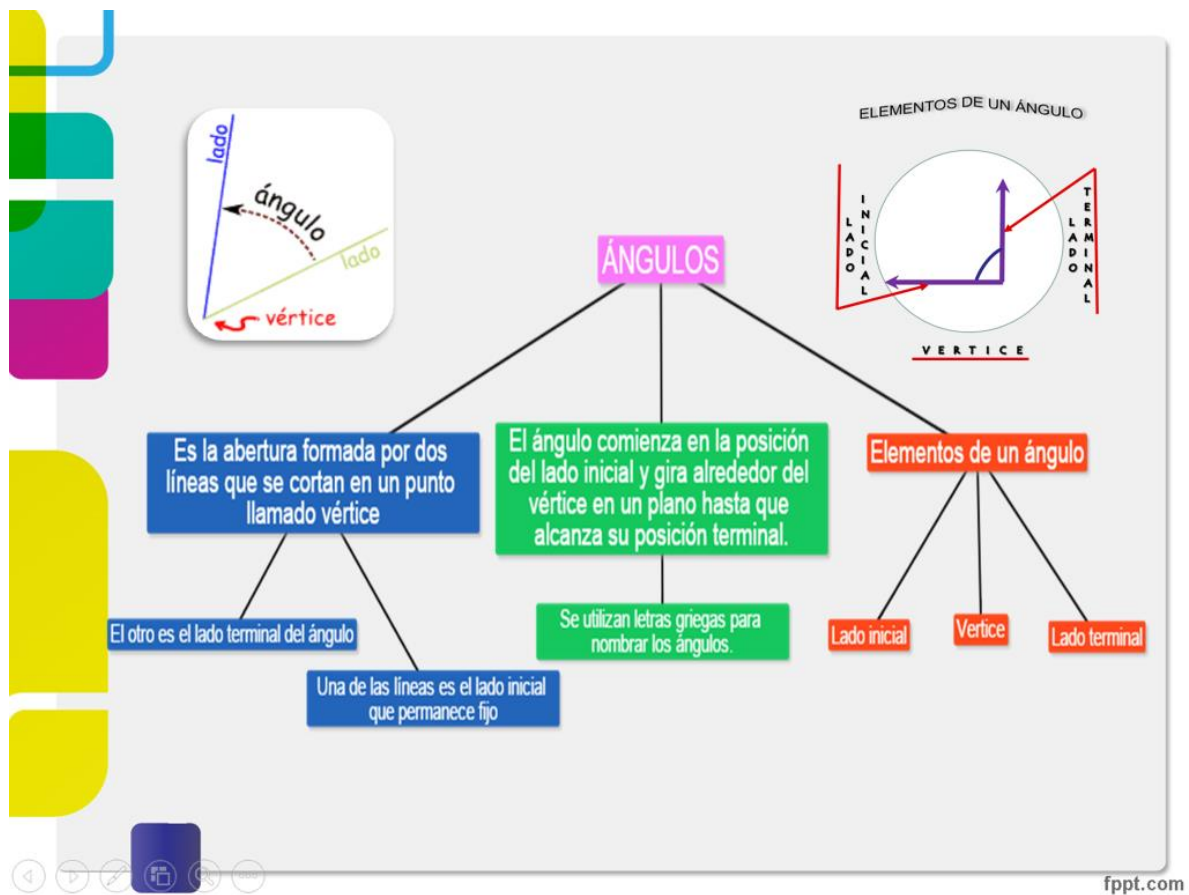 ELEMENTOS DE UN ÁNGULO
lado
ángulo
lado
vértice
LADO
INICIAL
LADO
TERMINAL
VERTICE
ÁNGULOS
Es la abertura formada por dos
líneas que se cortan en un punto
llamado vértice
El ángulo comienza en la posición
del lado inicial y gira alrededor del
vértice en un plano hasta que
alcanza su posición terminal.
Elementos de un ángulo
El otro es el lado terminal del ángulo
Una de las líneas es el lado inicial
que permanece fijo
Se utilizan letras griegas para
nombrar los ángulos.
Lado inicial
Vertice
Lado terminal
fppt.com